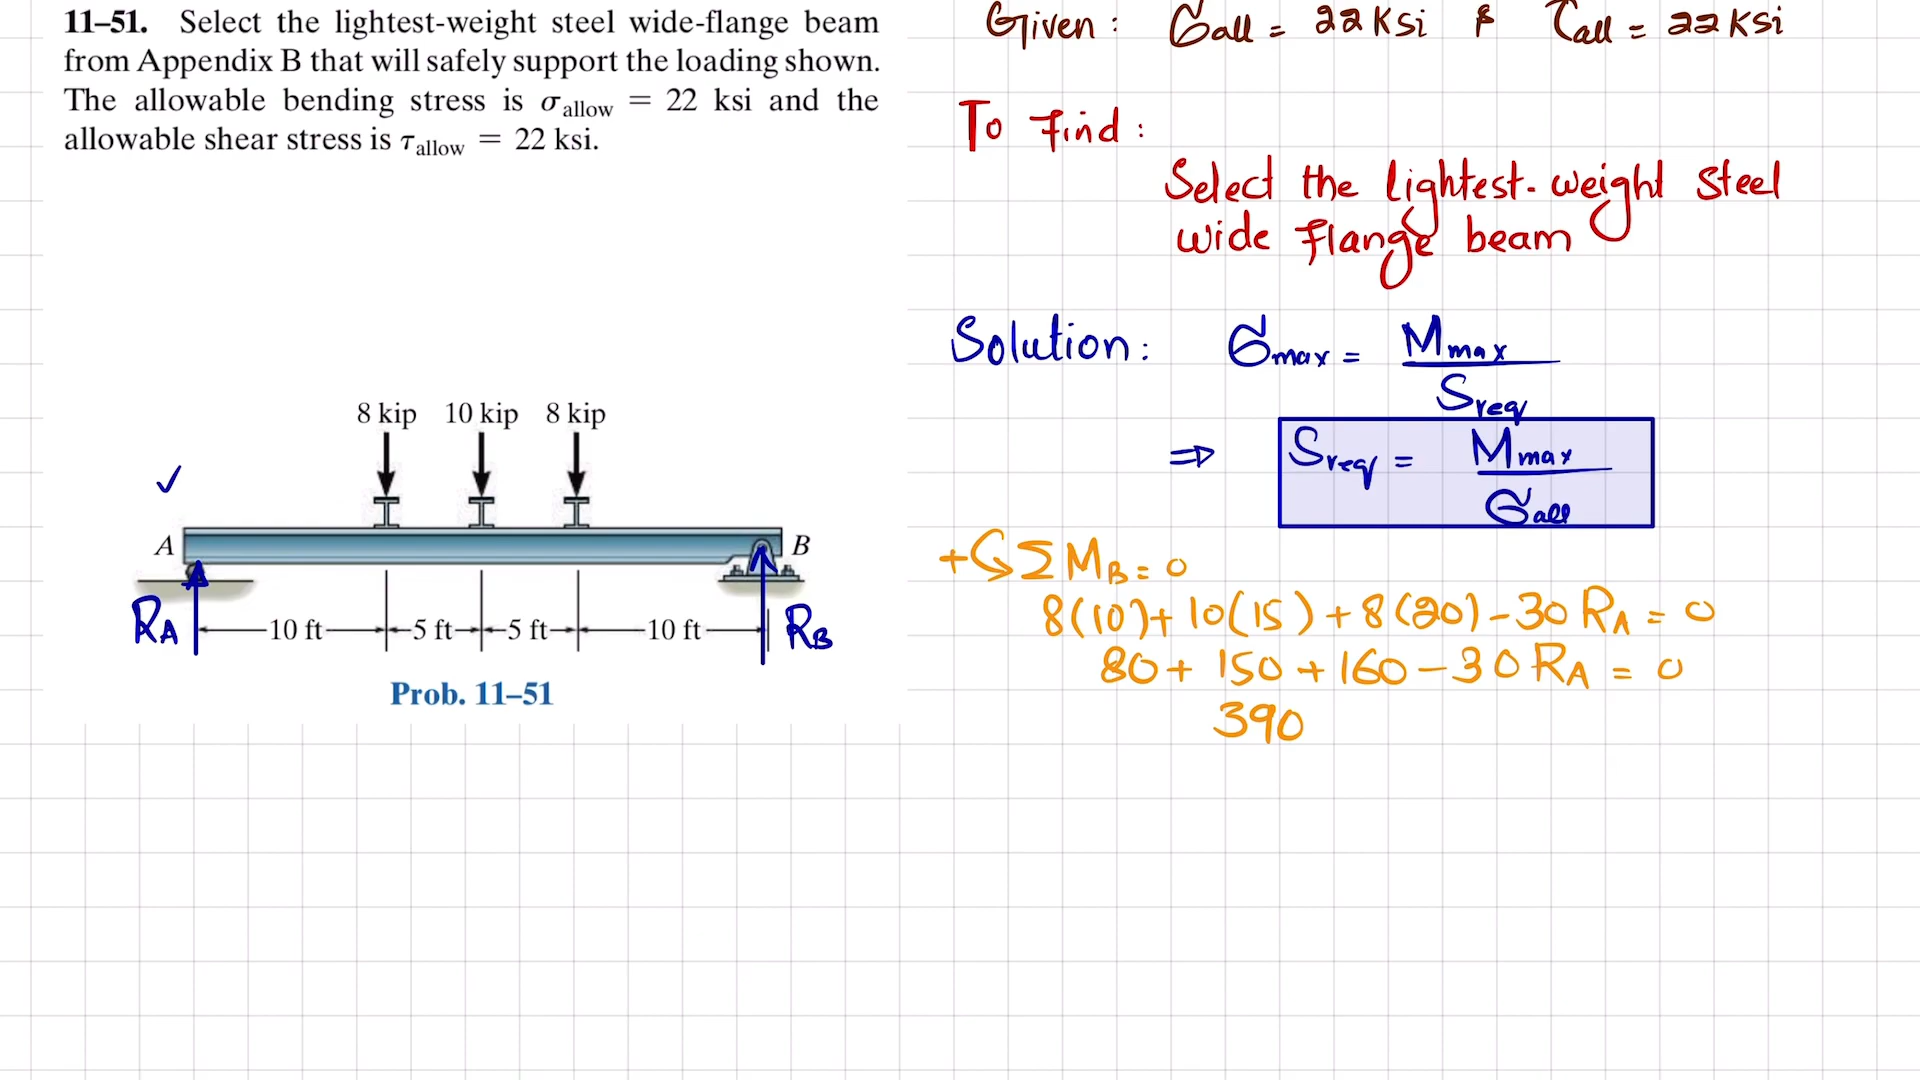 11–51. Select the lightest-weight steel wide-flange beam
from Appendix B that will safely support the loading shown.
The allowable bending stress is σallow = 22 ksi and the
allowable shear stress is τallow = 22 ksi.
8 kip 10 kip 8 kip
A B
RA RB
10 ft 5 ft 5 ft 10 ft
Prob. 11–51
Given: σall = 22 ksi & τall = 22 ksi
To find:
Select the lightest-weight steel
wide flange beam
Solution: σmax = Mmax / Sreq
⇒ Sreq = Mmax / σall
+↺ ΣMB = 0
8(10) + 10(15) + 8(20) - 30 RA = 0
80 + 150 + 160 - 30 RA = 0
390